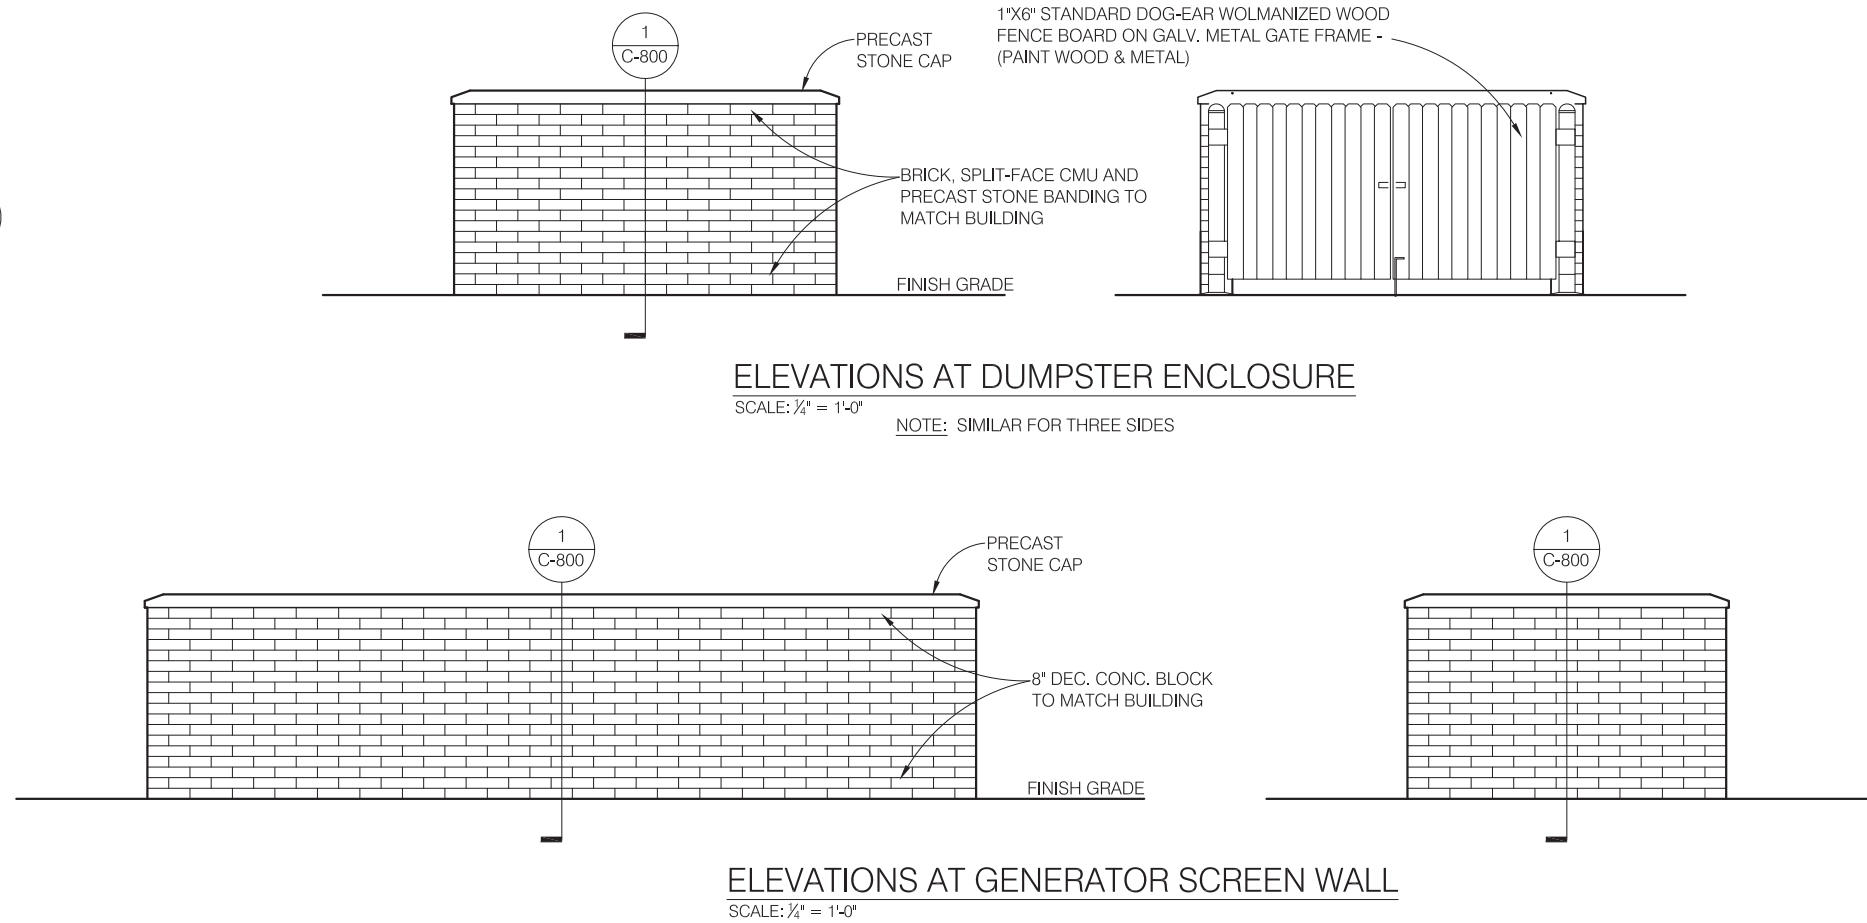 1
C-800
PRECAST
STONE CAP
1"X6" STANDARD DOG-EAR WOLMANIZED WOOD
FENCE BOARD ON GALV. METAL GATE FRAME -
(PAINT WOOD & METAL)
BRICK, SPLIT-FACE CMU AND
PRECAST STONE BANDING TO
MATCH BUILDING
FINISH GRADE
ELEVATIONS AT DUMPSTER ENCLOSURE
SCALE: ¼" = 1'-0"
NOTE: SIMILAR FOR THREE SIDES
1
C-800
PRECAST
STONE CAP
1
C-800
8" DEC. CONC. BLOCK
TO MATCH BUILDING
FINISH GRADE
ELEVATIONS AT GENERATOR SCREEN WALL
SCALE: ¼" = 1'-0"